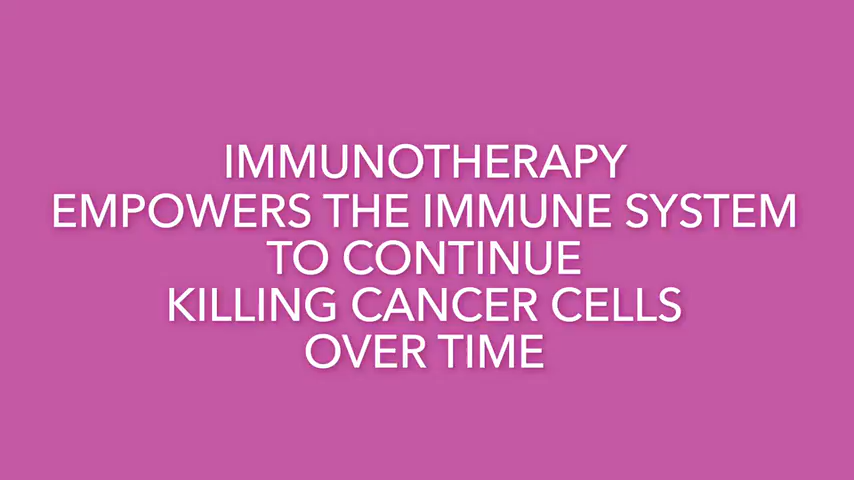 IMMUNOTHERAPY
EMPOWERS THE IMMUNE SYSTEM
TO CONTINUE
KILLING CANCER CELLS
OVER TIME